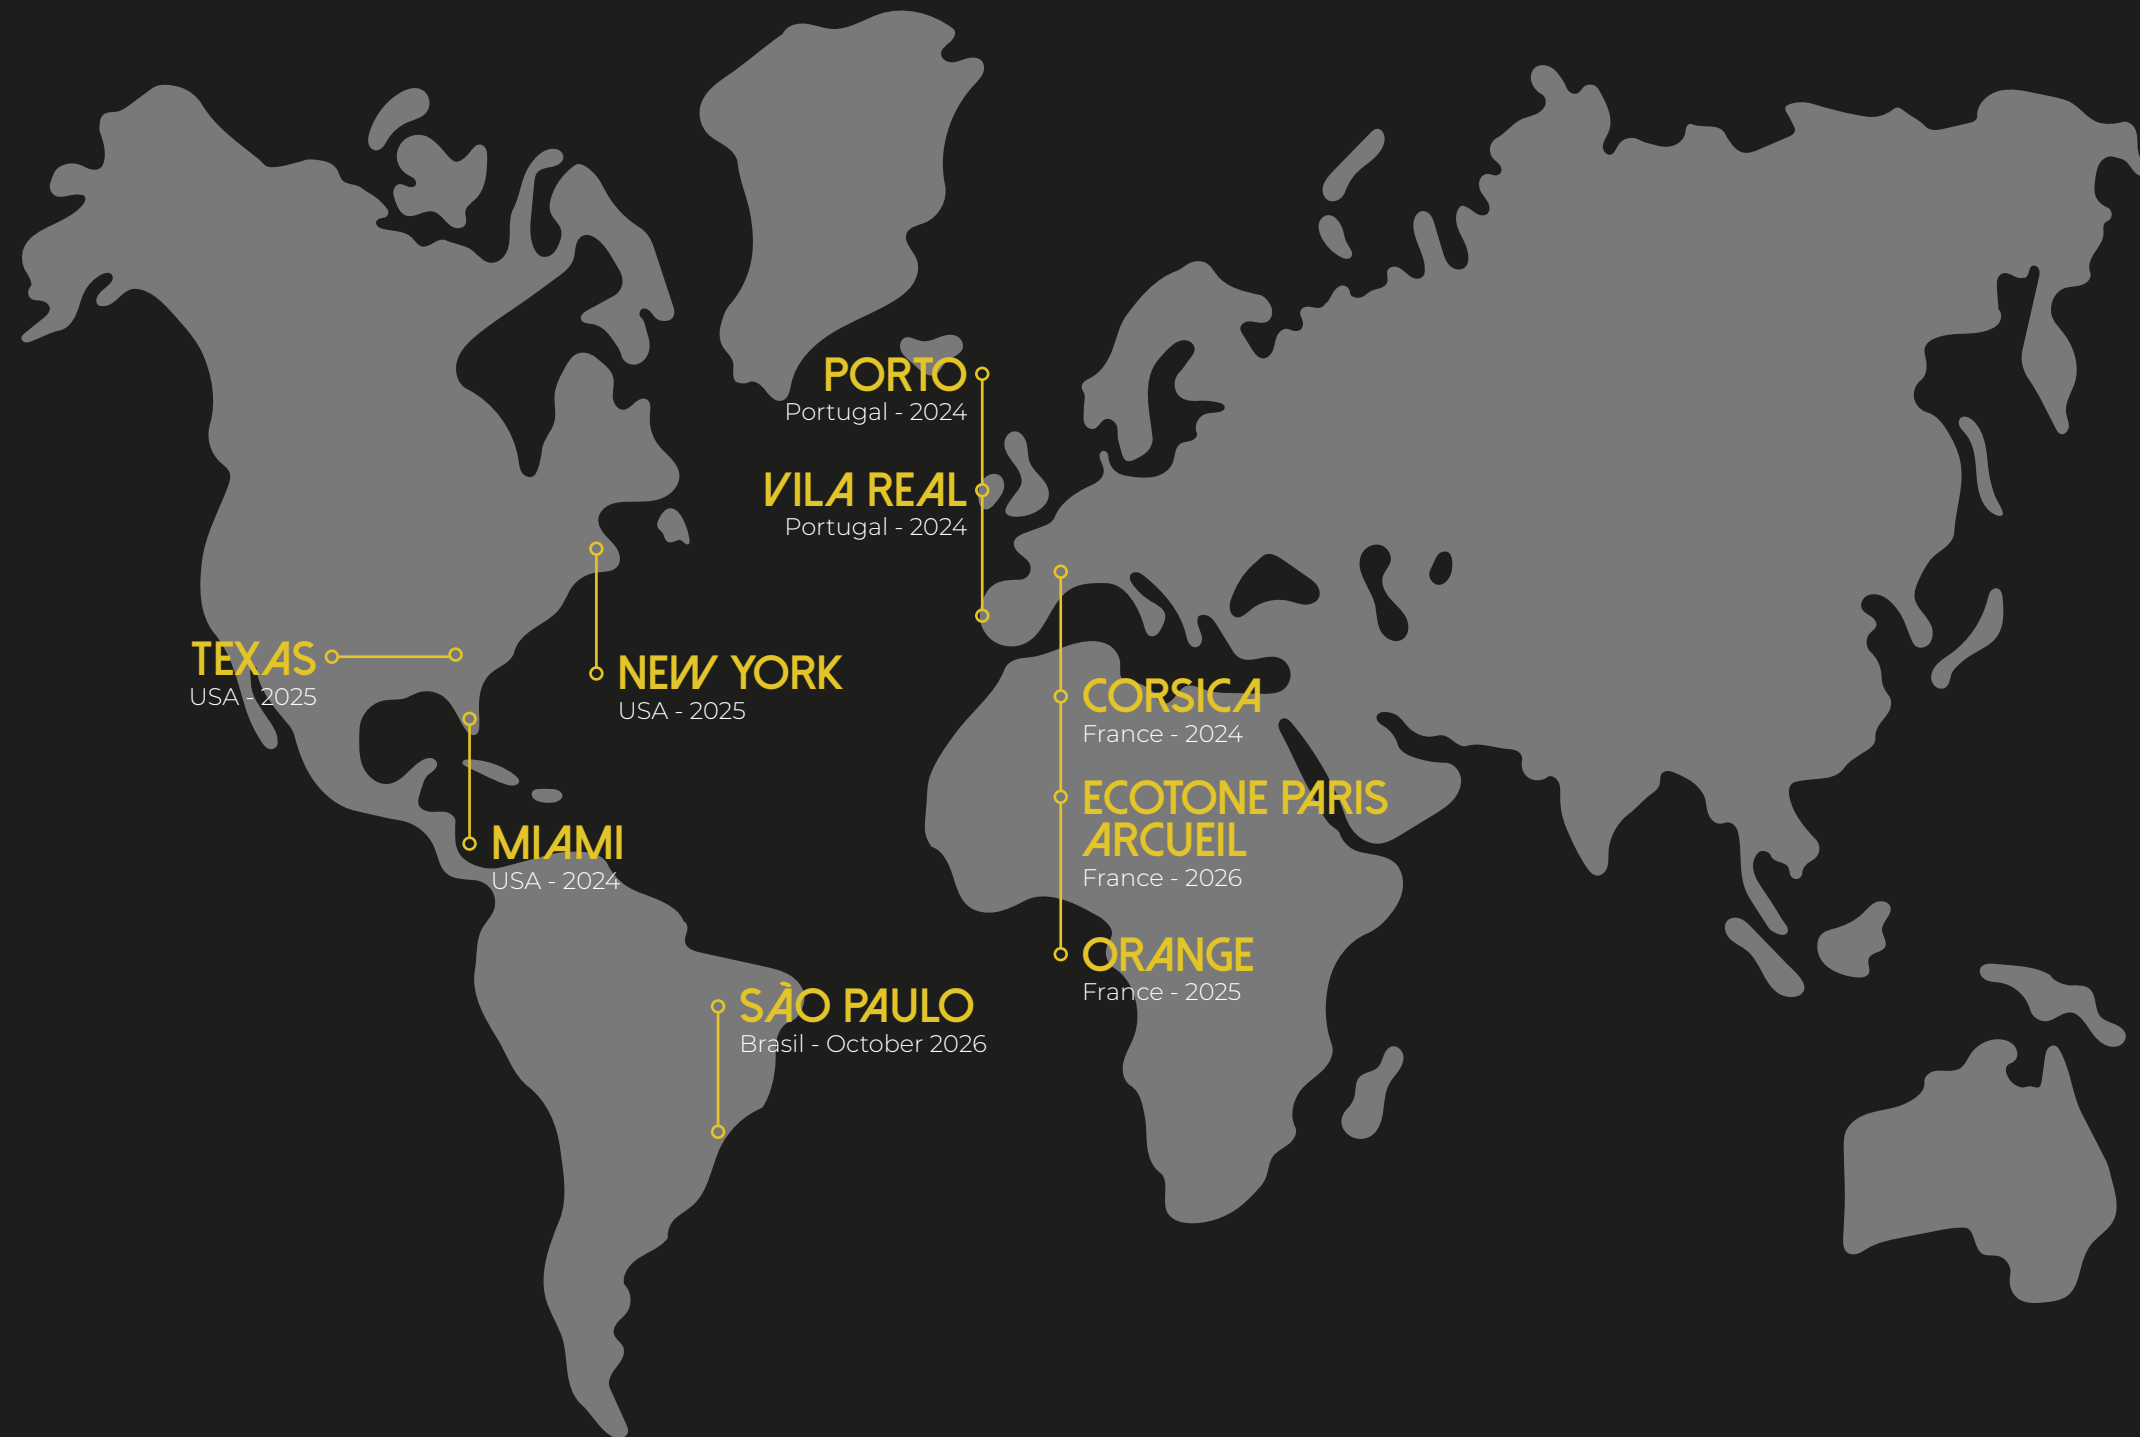 PORTO
Portugal - 2024
VILA REAL
Portugal - 2024
TEXAS
USA - 2025
NEW YORK
USA - 2025
CORSICA
France - 2024
ECOTONE PARIS
ARCUEIL
France - 2026
MIAMI
USA - 2024
ORANGE
France - 2025
SÃO PAULO
Brasil - October 2026